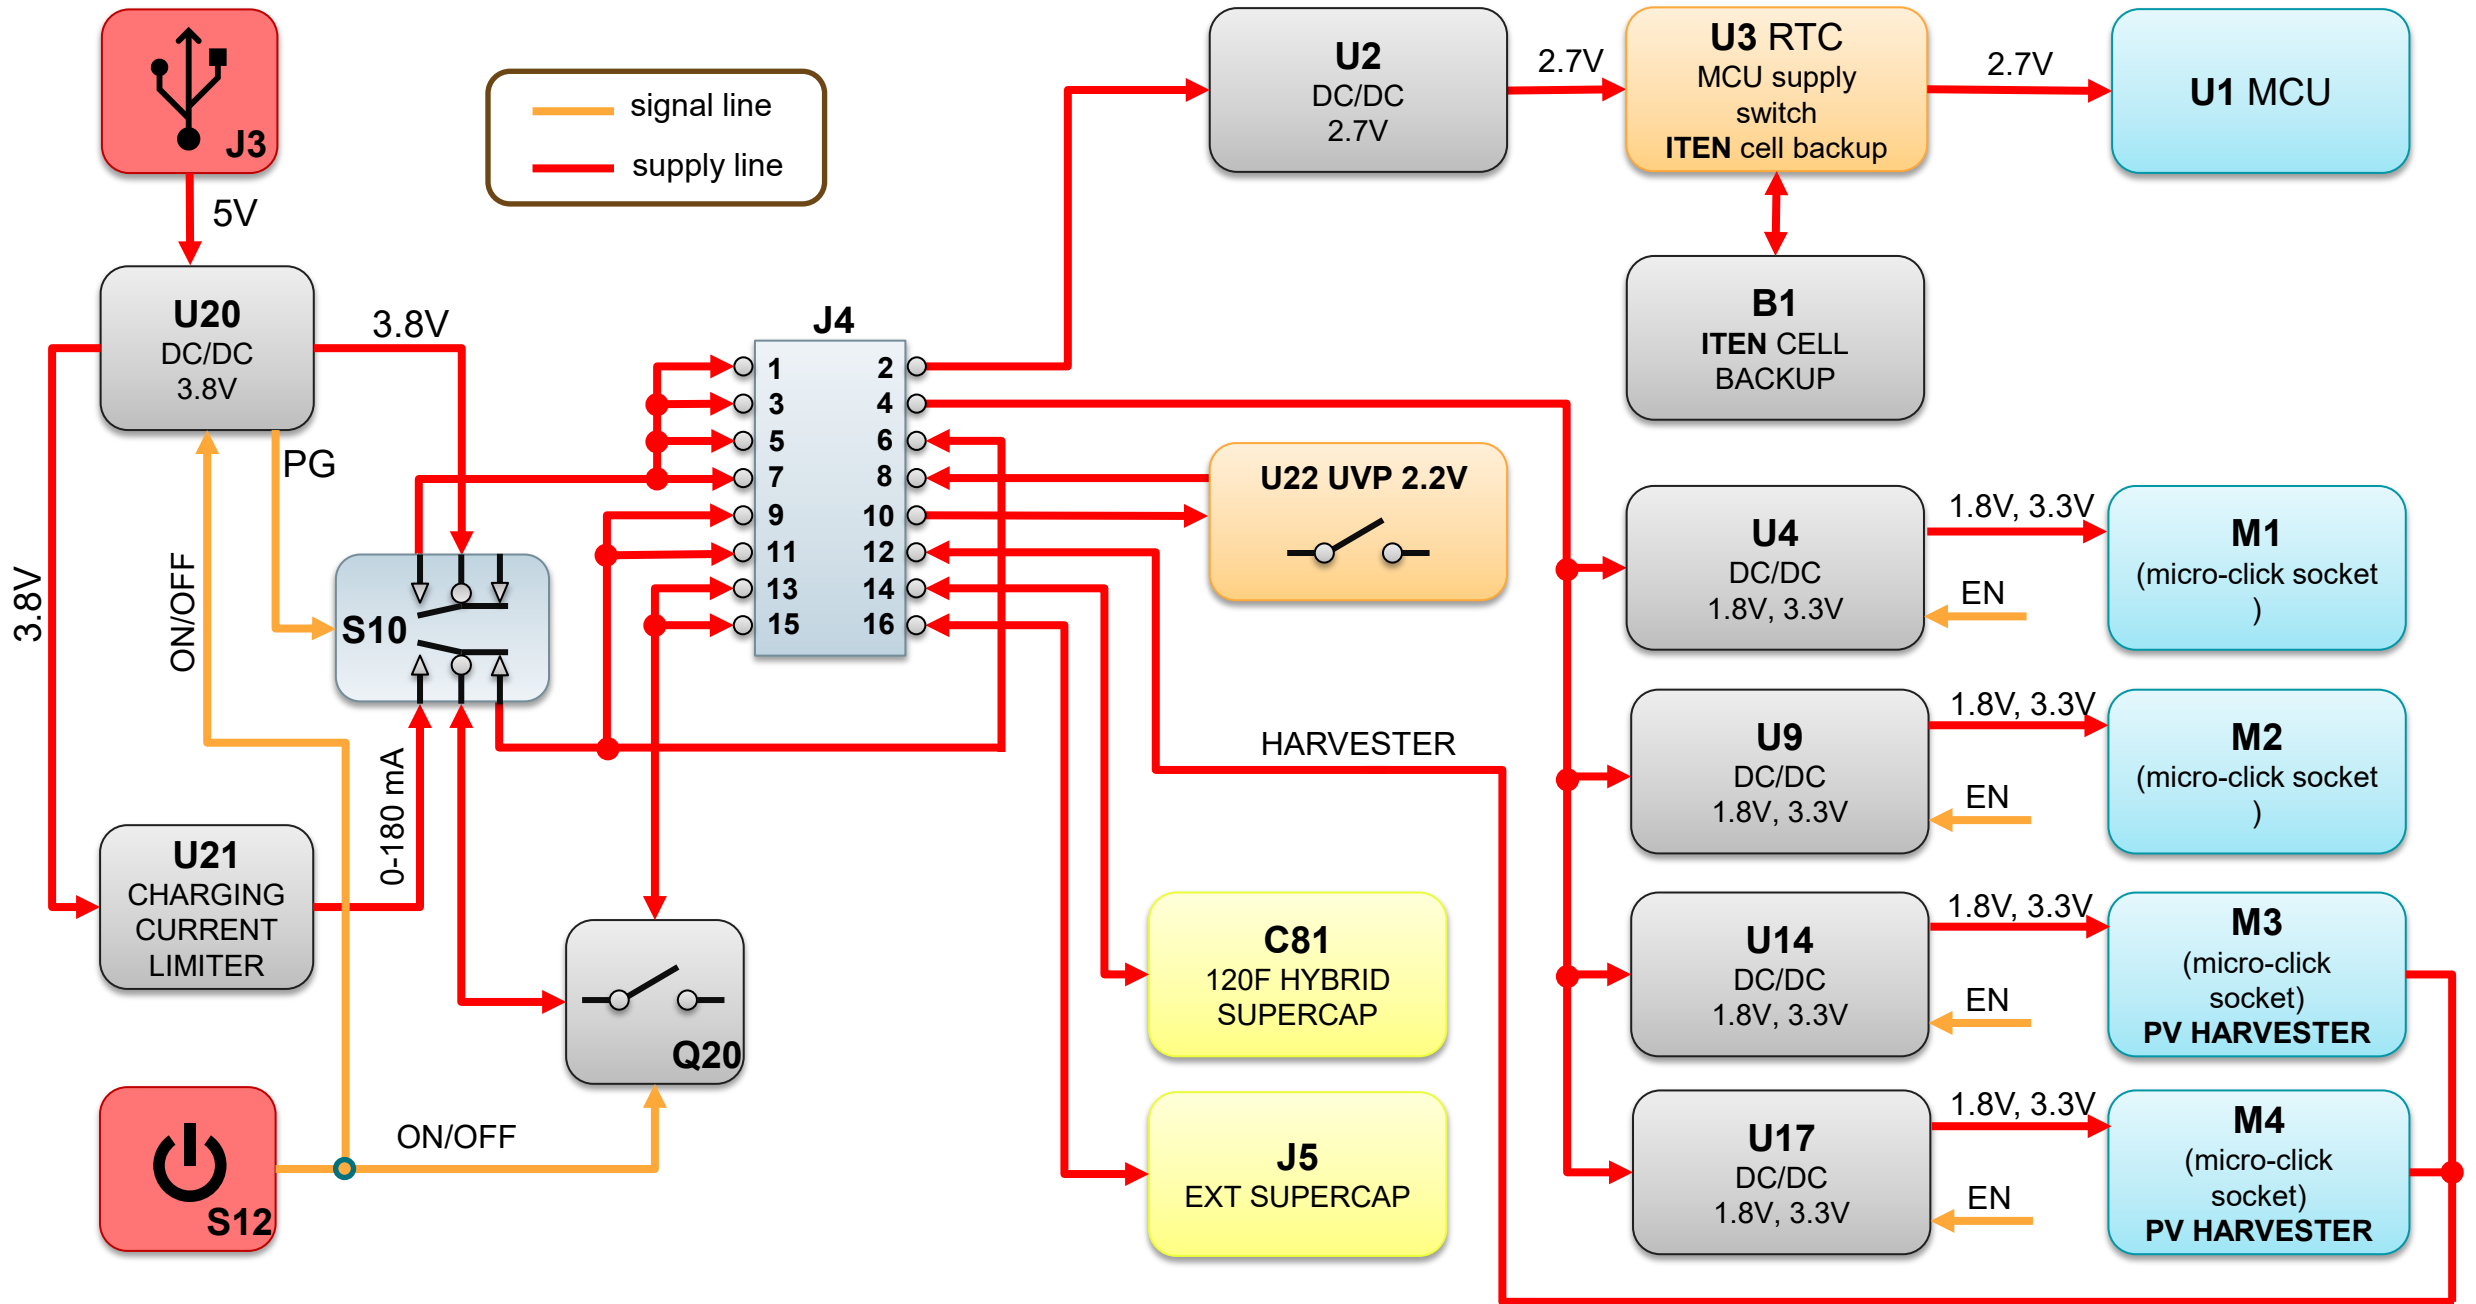 J3
5V
signal line
supply line
U2
DC/DC
2.7V
2.7V
U3 RTC
MCU supply
switch
ITEN cell backup
2.7V
U1 MCU
B1
ITEN CELL
BACKUP
U20
DC/DC
3.8V
3.8V
PG
3.8V
ON/OFF
S10
0-180 mA
U21
CHARGING
CURRENT
LIMITER
S12
ON/OFF
Q20
J4
1 2
3 4
5 6
7 8
9 10
11 12
13 14
15 16
U22 UVP 2.2V
HARVESTER
C81
120F HYBRID
SUPERCAP
J5
EXT SUPERCAP
U4
DC/DC
1.8V, 3.3V
1.8V, 3.3V
EN
M1
(micro-click socket
)
U9
DC/DC
1.8V, 3.3V
1.8V, 3.3V
EN
M2
(micro-click socket
)
U14
DC/DC
1.8V, 3.3V
1.8V, 3.3V
EN
M3
(micro-click
socket)
PV HARVESTER
U17
DC/DC
1.8V, 3.3V
1.8V, 3.3V
EN
M4
(micro-click
socket)
PV HARVESTER